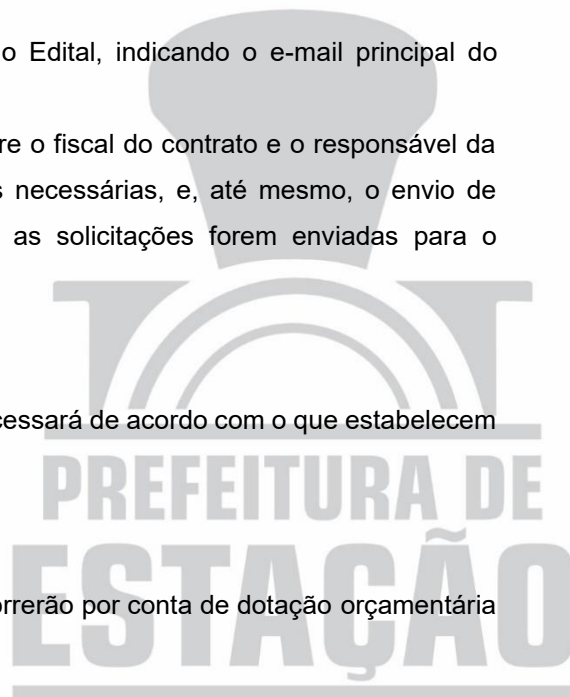 o Edital, indicando o e-mail principal do
re o fiscal do contrato e o responsável da
s necessárias, e, até mesmo, o envio de
as solicitações forem enviadas para o
cessará de acordo com o que estabelecem
PREFEITURA DE
orrerão por conta de dotação orçamentária
ESTAÇÃO